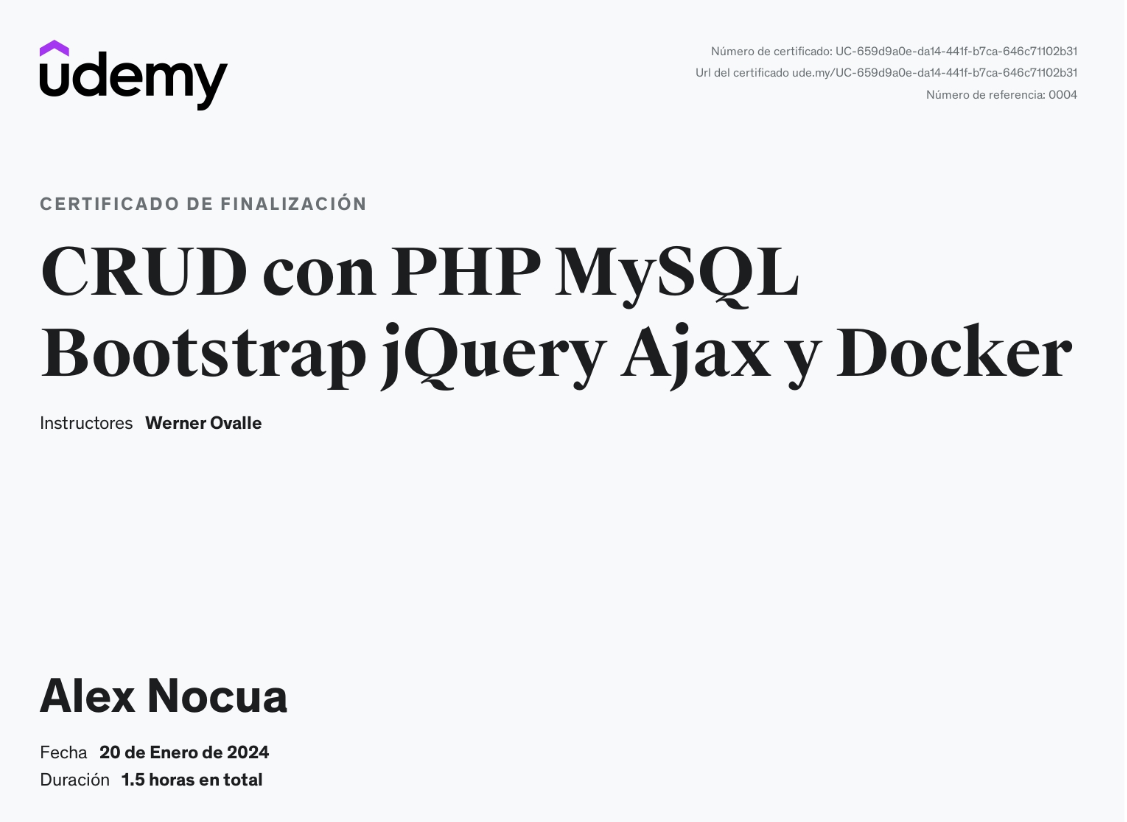 udemy
Número de certificado: UC-659d9a0e-da14-441f-b7ca-646c71102b31
Url del certificado ude.my/UC-659d9a0e-da14-441f-b7ca-646c71102b31
Número de referencia: 0004
CERTIFICADO DE FINALIZACIÓN
CRUD con PHP MySQL
Bootstrap jQuery Ajax y Docker
Instructores Werner Ovalle
Alex Nocua
Fecha 20 de Enero de 2024
Duración 1.5 horas en total